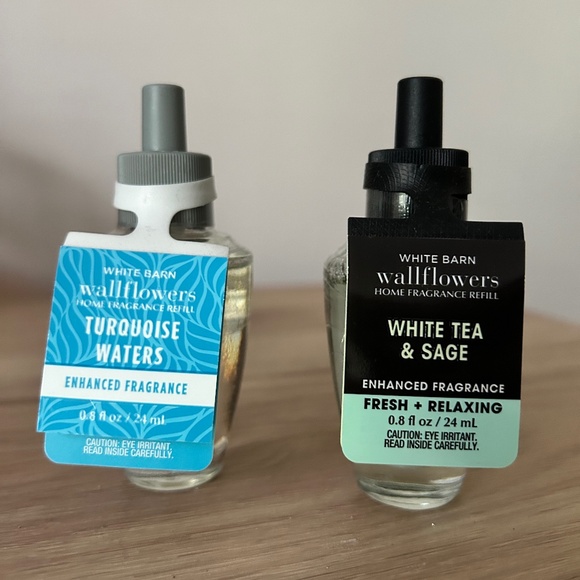 WHITE BARN
wallflowers
HOME FRAGRANCE REFILL
TURQUOISE
WATERS
ENHANCED FRAGRANCE
0.8 fl oz / 24 mL
CAUTION: EYE IRRITANT.
READ INSIDE CAREFULLY.
WHITE BARN
wallflowers
HOME FRAGRANCE REFILL
WHITE TEA
& SAGE
ENHANCED FRAGRANCE
FRESH + RELAXING
0.8 fl oz / 24 mL
CAUTION: EYE IRRITANT.
READ INSIDE CAREFULLY.